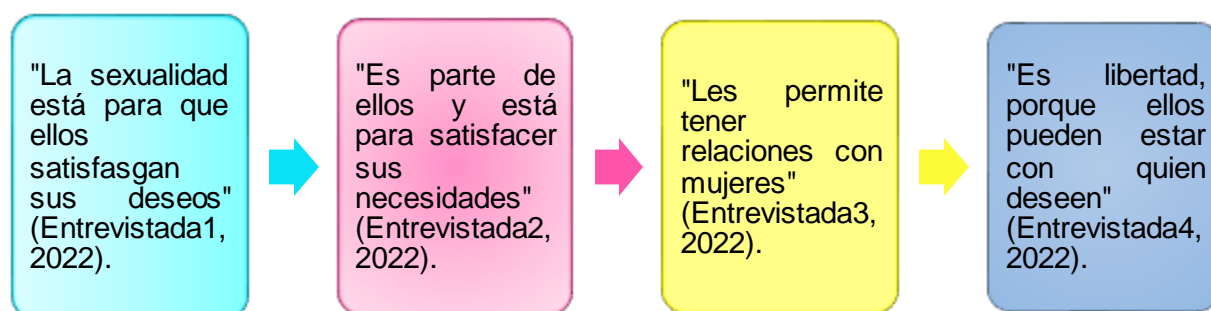 "La sexualidad
está para que
ellos
satisfasgan
sus deseos"
(Entrevistada1,
2022).
"Es parte de
ellos y está
para satisfacer
sus
necesidades"
(Entrevistada2,
2022).
"Les permite
tener
relaciones con
mujeres"
(Entrevistada3,
2022).
"Es libertad,
porque ellos
pueden estar
con quien
deseen"
(Entrevistada4,
2022).